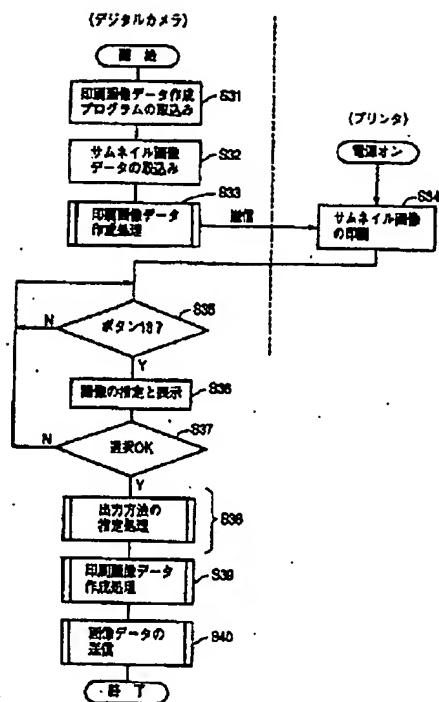 (デジタルカメラ)
開始
印刷画像データ作成
プログラムの取込み
S31
サムネイル画像
データの取込み
S32
印刷画像データ
作成処理
S33
送信
(プリンタ)
電源オン
サムネイル画像
の印刷
S34
ボタン18?
S35
N
Y
画像の指定と表示
S36
選択OK
S37
N
Y
出力方法の
指定処理
S38
印刷画像データ
作成処理
S39
画像データの
送信
S40
終了